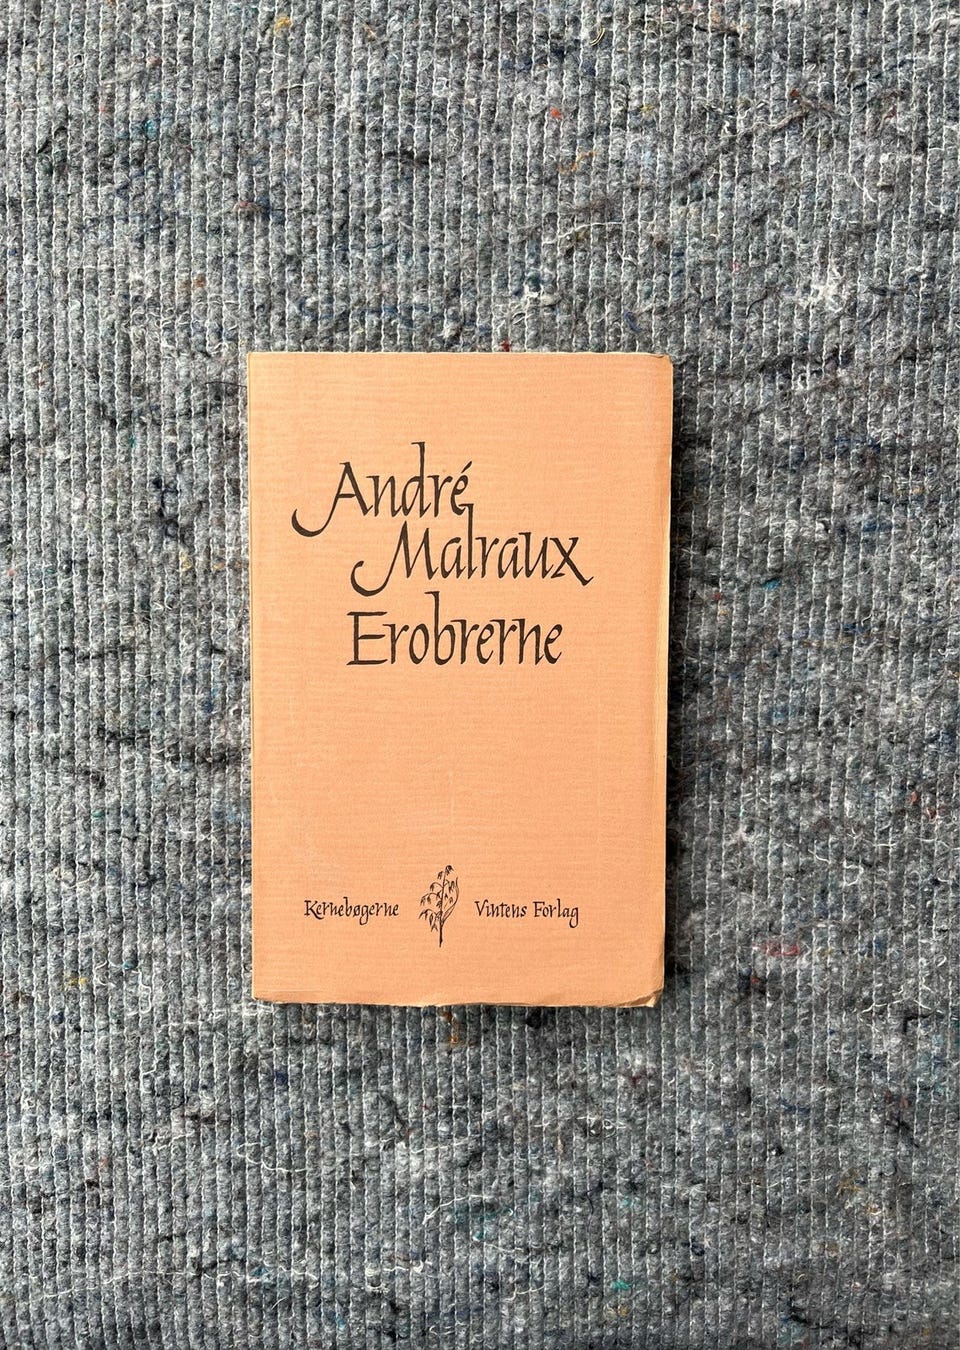 André
Malraux
Erobrerne
Kernebøgerne Vintens Forlag